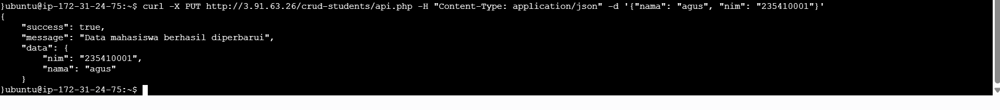 }ubuntu@ip-172-31-24-75:~$ curl -X PUT http://3.91.63.26/crud-students/api.php -H "Content-Type: application/json" -d '{"nama": "agus", "nim": "235410001"}'
{
    "success": true,
    "message": "Data mahasiswa berhasil diperbarui",
    "data": {
        "nim": "235410001",
        "nama": "agus"
    }
}ubuntu@ip-172-31-24-75:~$